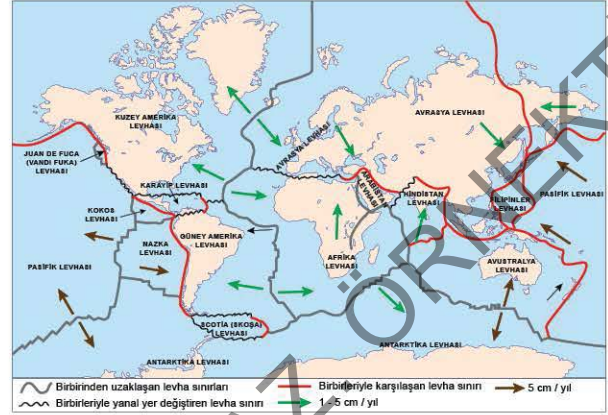 KUZEY AMERİKA
LEVHASI
JUAN DE FUCA
(VANDI FUKA)
LEVHASI
KARAYİP LEVHASI
KOKOS
LEVHASI
NAZKA
LEVHASI
GÜNEY AMERİKA
LEVHASI
PASİFİK LEVHASI
SCOTIA (SKOŞA)
LEVHASI
ANTARKTİKA LEVHASI
AVRASYA LEVHASI
AVRASYA LEVHASI
ARABİSTAN
LEVHASI
HİNDİSTAN
LEVHASI
FİLİPİNLER
LEVHASI
PASİFİK LEVHASI
AFRİKA
LEVHASI
AVUSTRALYA
LEVHASI
ANTARKTİKA LEVHASI
Birbirinden uzaklaşan levha sınırları
Birbirleriyle karşılaşan levha sınırı
5 cm / yıl
Birbirleriyle yanal yer değiştiren levha sınırı
1 - 5 cm / yıl
Z ÖRNEKT